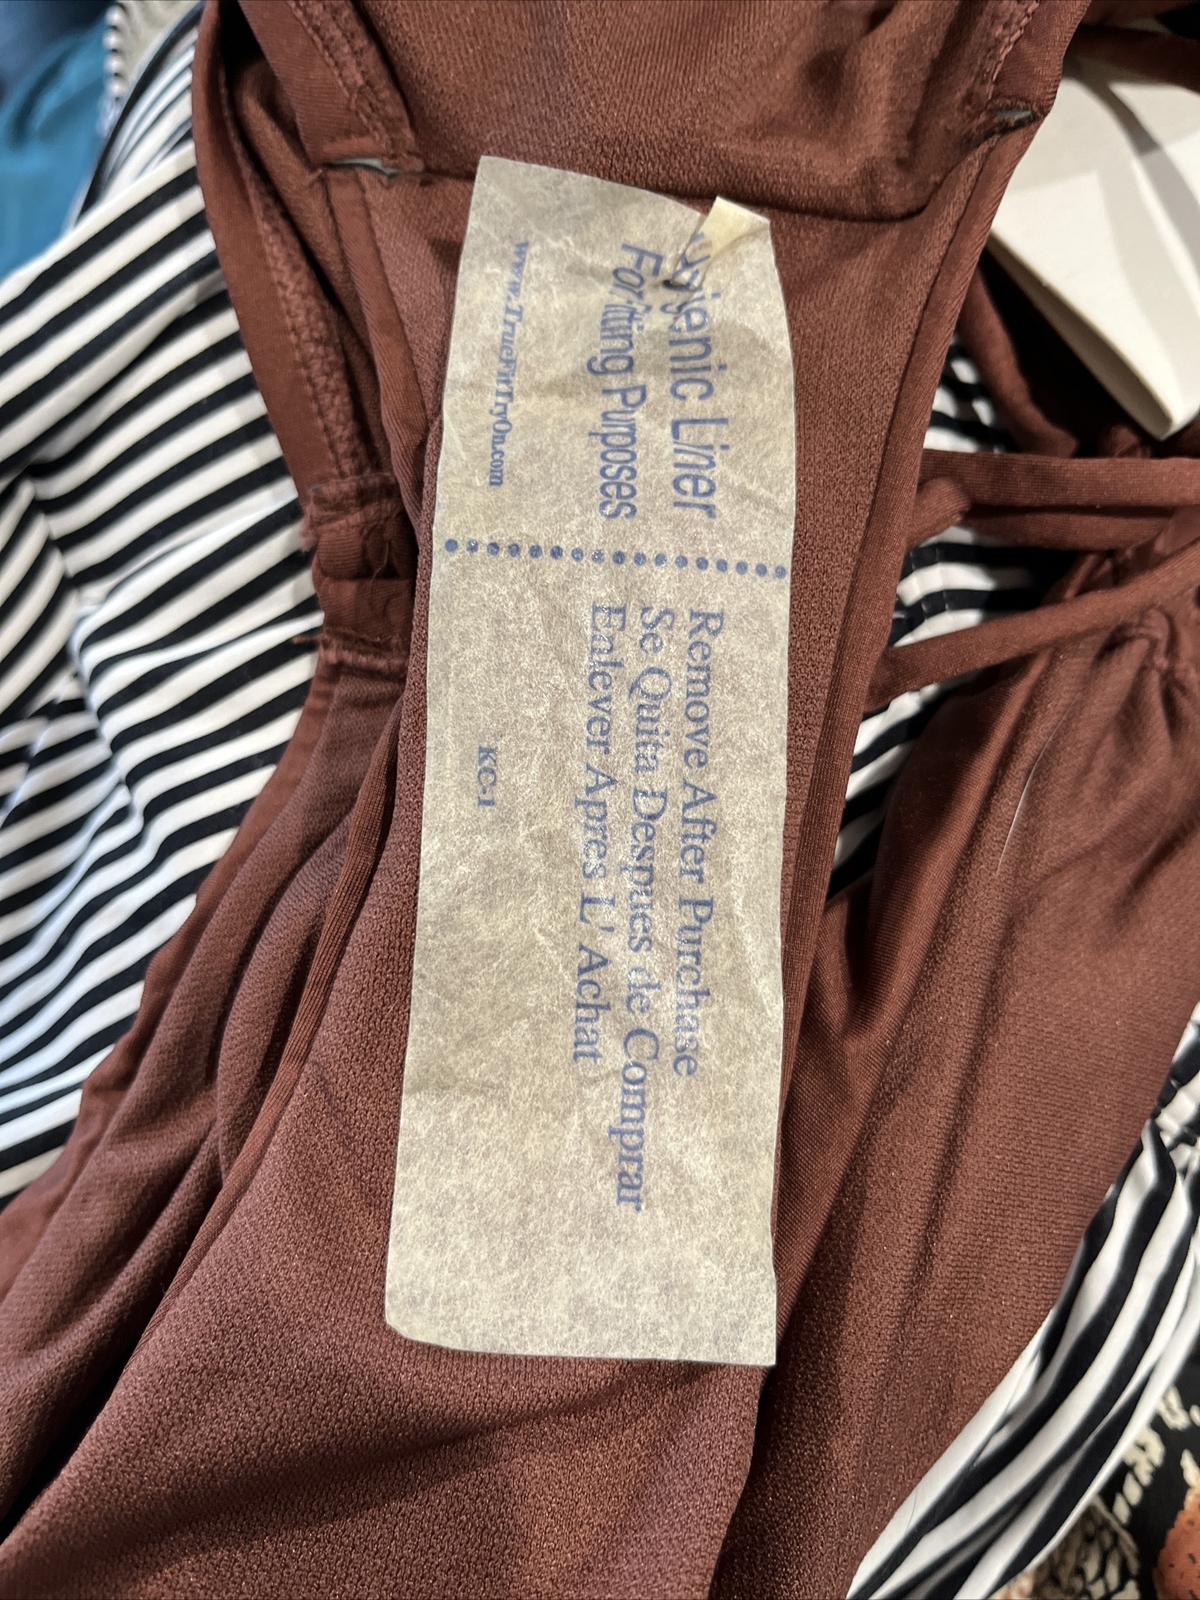 Hygienic Liner
For Fitting Purposes
www.TrueFitTryOn.com
Remove After Purchase
Se Quita Despues de Comprar
Enlever Apres L' Achat
KC-1